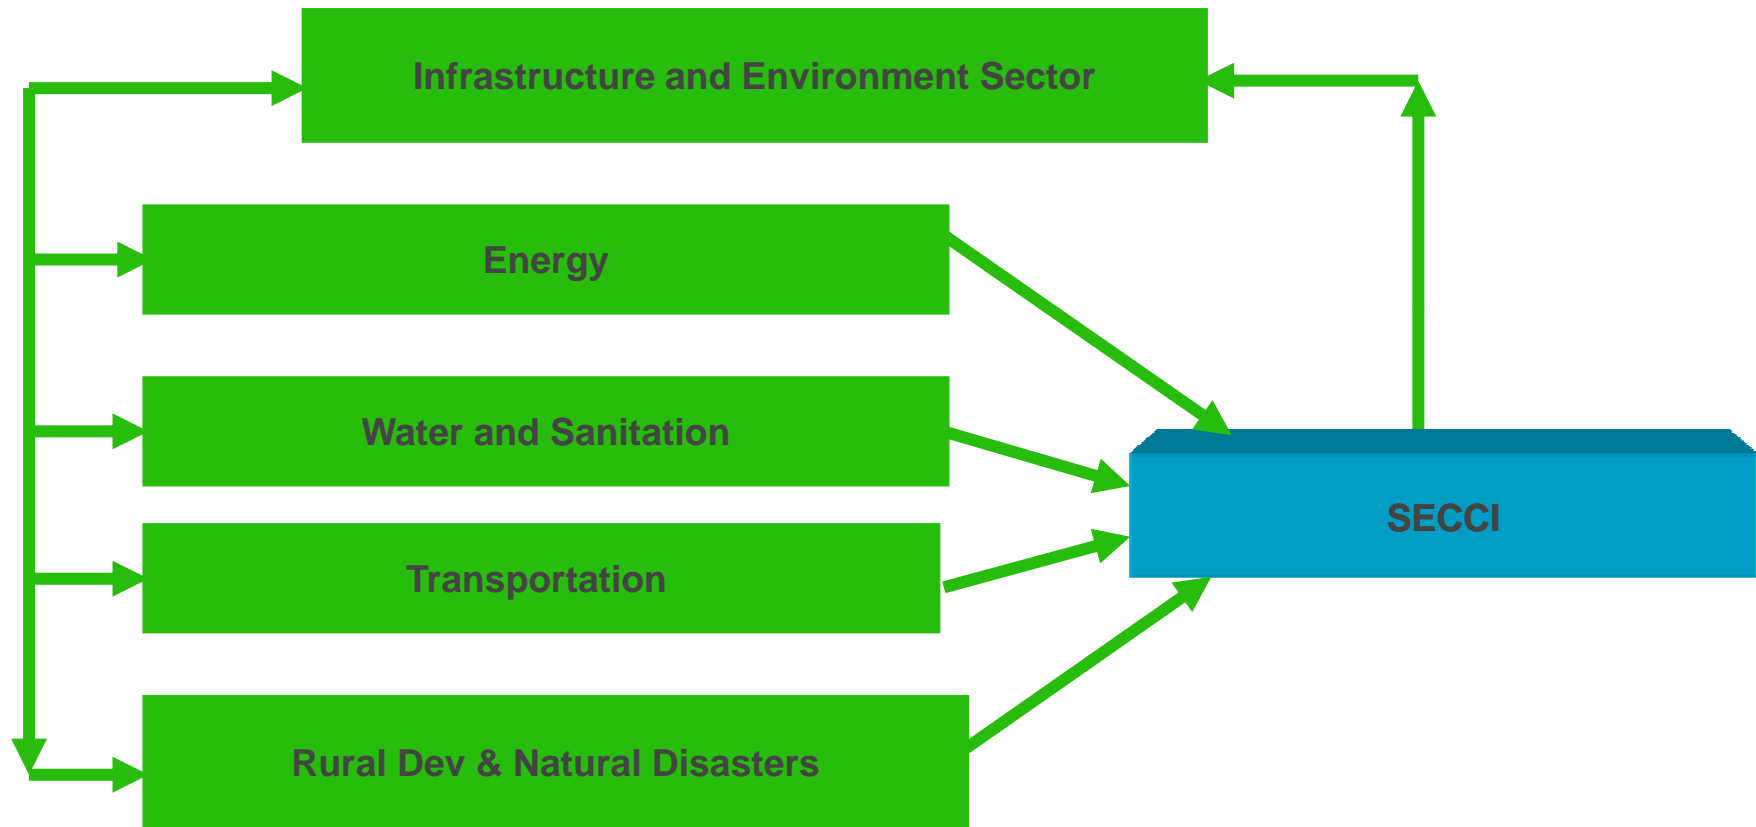 Infrastructure and Environment Sector
Energy
Water and Sanitation
SECCI
Transportation
Rural Dev & Natural Disasters